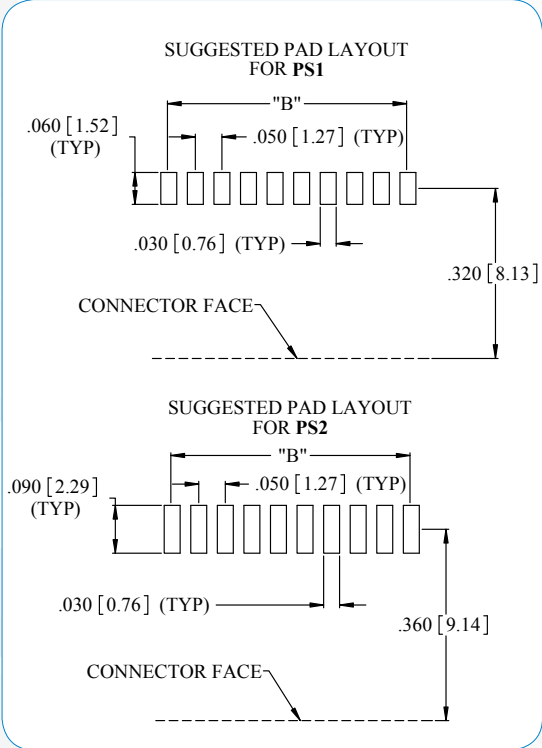 SUGGESTED PAD LAYOUT
FOR PS1
"B"
.060 [1.52]
(TYP)
.050 [1.27] (TYP)
.030 [0.76] (TYP)
.320 [8.13]
CONNECTOR FACE
SUGGESTED PAD LAYOUT
FOR PS2
"B"
.090 [2.29]
(TYP)
.050 [1.27] (TYP)
.030 [0.76] (TYP)
.360 [9.14]
CONNECTOR FACE